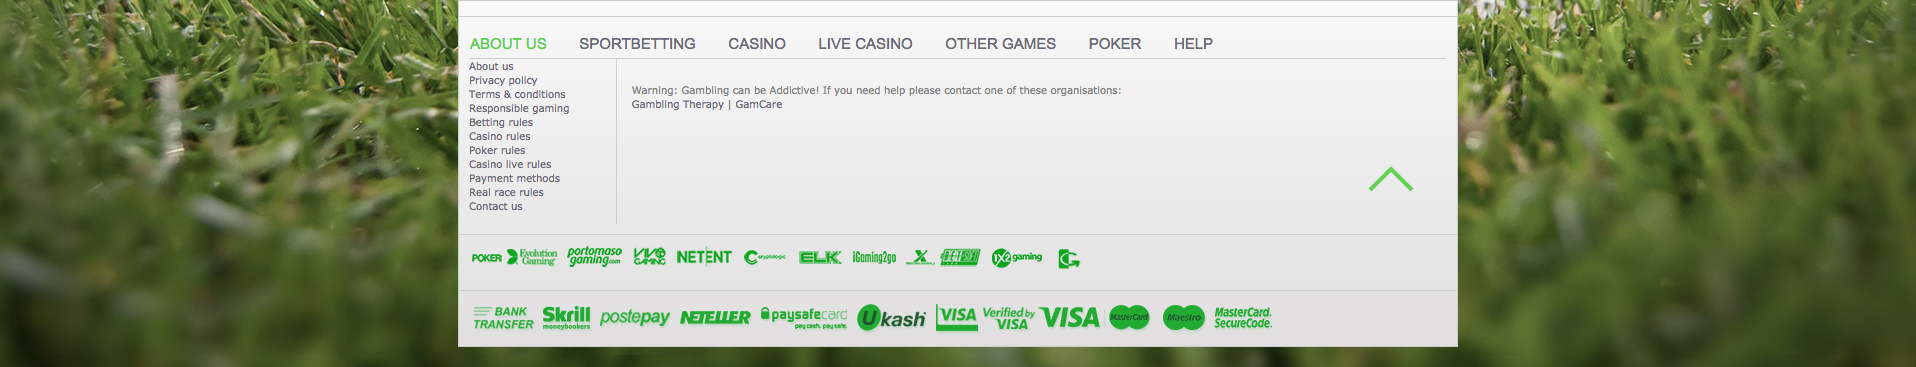 ABOUT US SPORTBETTING CASINO LIVE CASINO OTHER GAMES POKER HELP
About us
Privacy policy
Terms & conditions
Responsible gaming
Betting rules
Casino rules
Poker rules
Casino live rules
Payment methods
Real race rules
Contact us
Warning: Gambling can be Addictive! If you need help please contact one of these organisations:
Gambling Therapy | GamCare
POKER Evolution Gaming portomaso gaming.com VIVO GAMING NETENT cryptologic ELK iGaming2go X 1X2 gaming
BANK TRANSFER Skrill moneybookers postepay NETELLER paysafecard pay cash. pay safe. Ukash VISA Verified by VISA VISA MasterCard Maestro MasterCard. SecureCode.